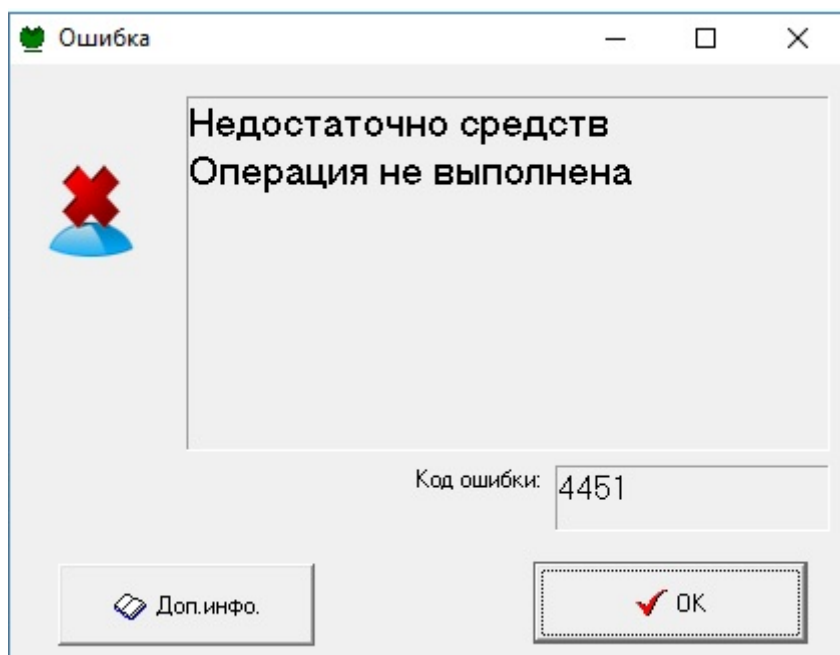 Ошибка
Недостаточно средств
Операция не выполнена
Код ошибки: 4451
Доп.инфо.
OK